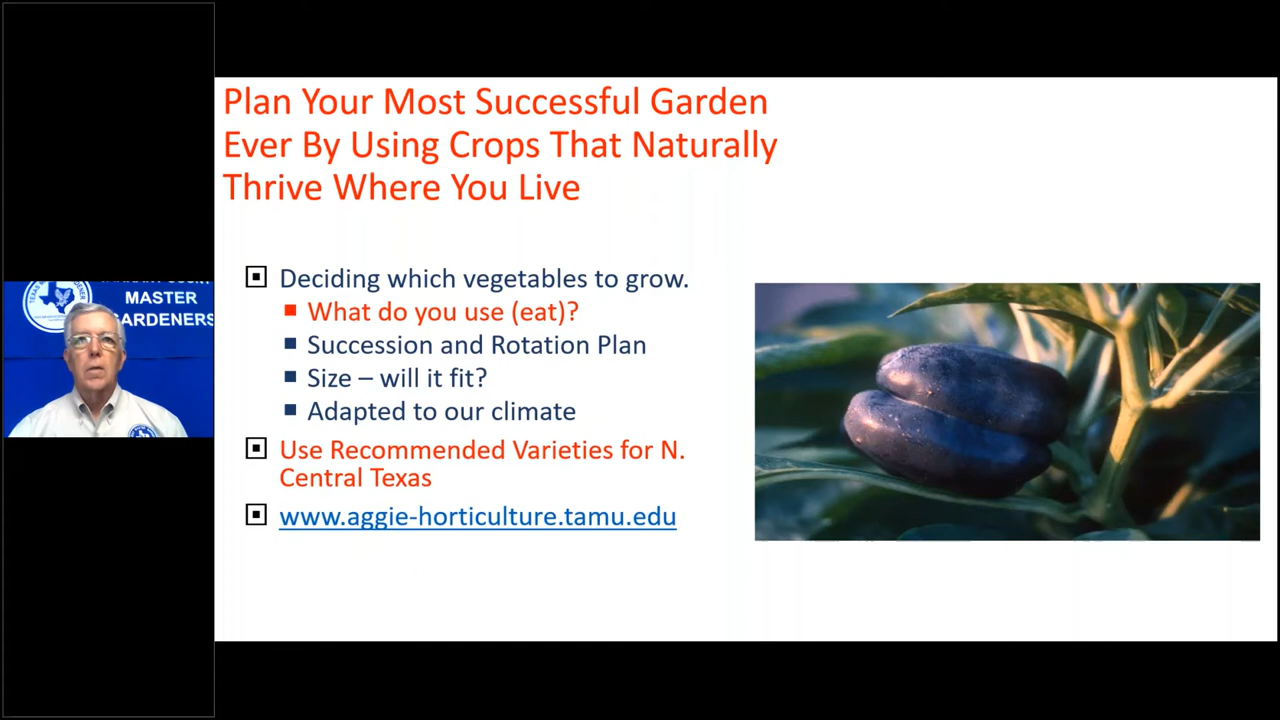 Plan Your Most Successful Garden
Ever By Using Crops That Naturally
Thrive Where You Live
Deciding which vegetables to grow.
What do you use (eat)?
Succession and Rotation Plan
Size – will it fit?
Adapted to our climate
Use Recommended Varieties for N.
Central Texas
www.aggie-horticulture.tamu.edu
MASTER
GARDENERS